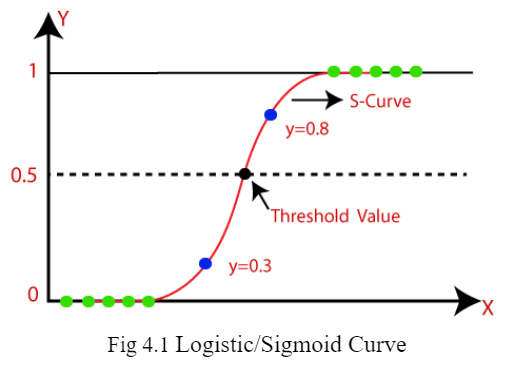 Y
1
S-Curve
y=0.8
0.5
Threshold Value
y=0.3
0
X
Fig 4.1 Logistic/Sigmoid Curve